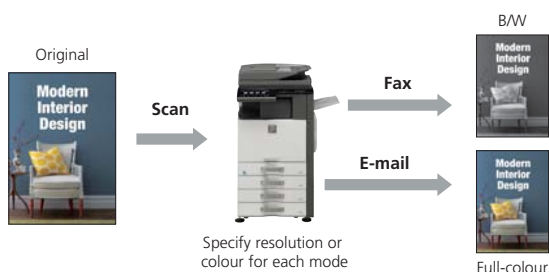 Original
Modern
Interior
Design
Scan
Specify resolution or
colour for each mode
Fax
E-mail
B/W
Modern
Interior
Design
Modern
Interior
Design
Full-colour